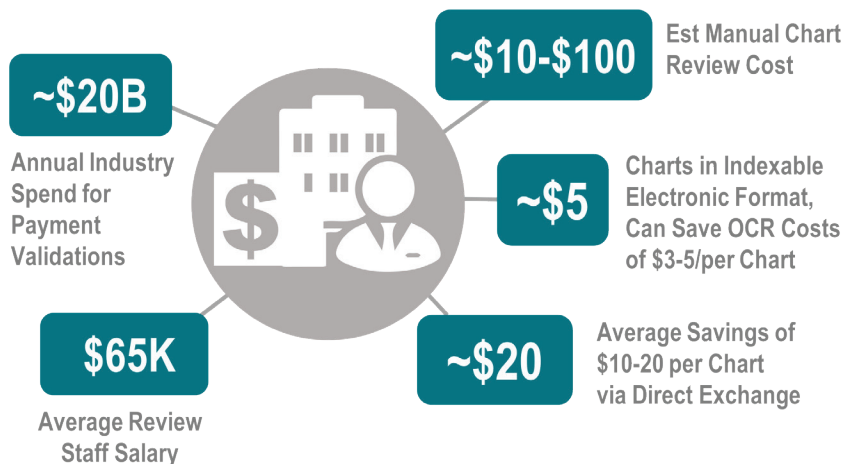 ~$20B
Annual Industry
Spend for
Payment
Validations
$
~$10-$100
Est Manual Chart
Review Cost
~$5
Charts in Indexable
Electronic Format,
Can Save OCR Costs
of $3-5/per Chart
$65K
Average Review
Staff Salary
~$20
Average Savings of
$10-20 per Chart
via Direct Exchange